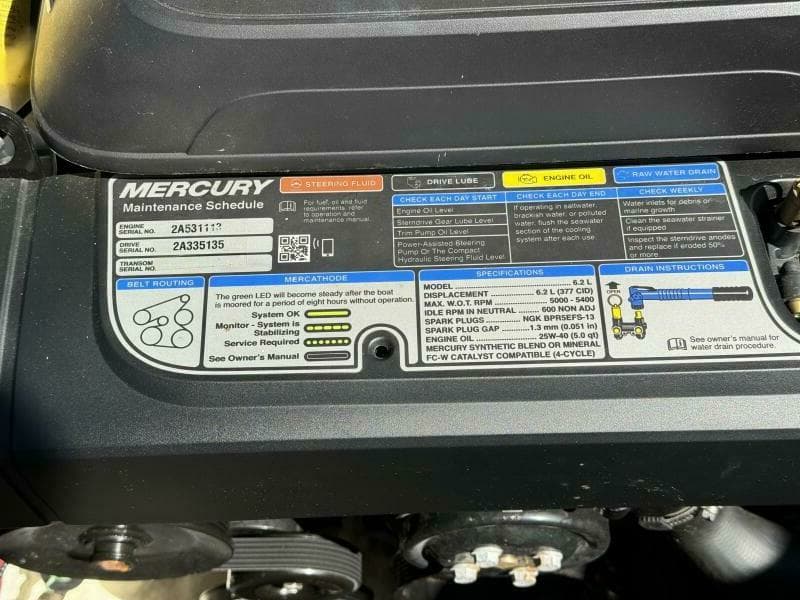 MERCURY
Maintenance Schedule
ENGINE
SERIAL NO.
DRIVE
SERIAL NO. 2A335135
TRANSOM
SERIAL NO.
STEERING FLUID
DRIVE LUBE
ENGINE OIL
RAW WATER DRAIN
For fuel, oil and fluid
requirements, refer
to operation and
maintenance manual.
CHECK EACH DAY START
Engine Oil Level
Sterndrive Gear Lube Level
Trim Pump Oil Level
Power-Assisted Steering
Pump Or The Compact
Hydraulic Steering Fluid Level
CHECK EACH DAY END
If operating in saltwater,
brackish water, or polluted
water, flush the seawater
section of the cooling
system after each use.
CHECK WEEKLY
Water inlets for debris or
marine growth
Clean the seawater strainer
if equipped
Inspect the sterndrive anodes
and replace if eroded 50%
or more
BELT ROUTING
MERCATHODE
The green LED will become steady after the boat
is moored for a period of eight hours without operation.
System OK
Monitor - System is
Stabilizing
Service Required
See Owner's Manual
SPECIFICATIONS
MODEL 6.2 L
DISPLACEMENT 6.2 L (377 CID)
MAX. W.O.T. RPM 5000 - 5400
IDLE RPM IN NEUTRAL 600 NON ADJ
SPARK PLUGS NGK BPR5EFS-13
SPARK PLUG GAP 1.3 mm (0.051 in)
ENGINE OIL 25W-40 (5.0 qt)
MERCURY SYNTHETIC BLEND OR MINERAL
FC-W CATALYST COMPATIBLE (4-CYCLE)
DRAIN INSTRUCTIONS
OPEN
See owner's manual for
water drain procedure.